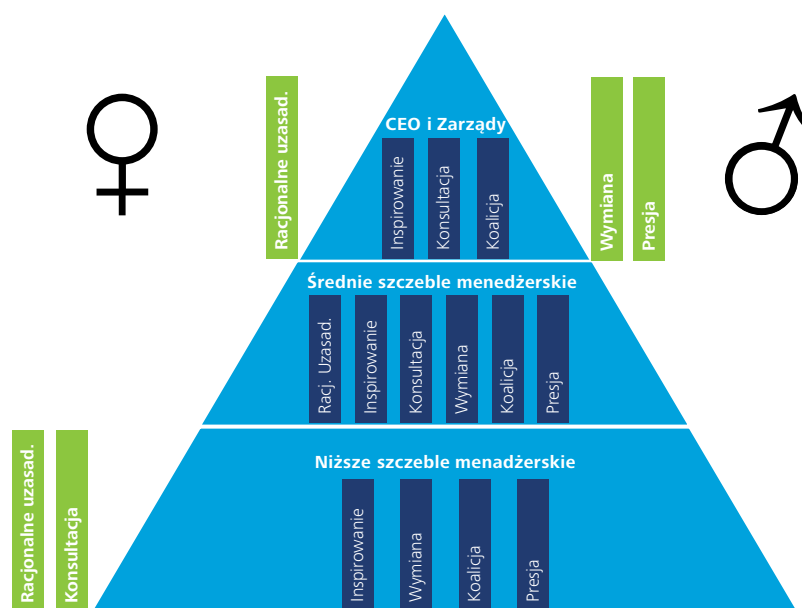 Racjonalne uzasad.
CEO i Zarządy
Inspirowanie
Konsultacja
Koalicja
Wymiana
Presja
Średnie szczeble menedżerskie
Racj. Uzasad.
Inspirowanie
Konsultacja
Wymiana
Koalicja
Presja
Racjonalne uzasad.
Konsultacja
Niższe szczeble menadżerskie
Inspirowanie
Wymiana
Koalicja
Presja